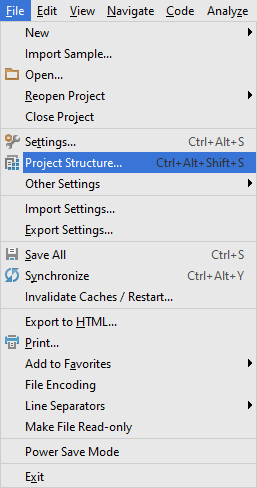 File Edit View Navigate Code Analyze
New
Import Sample...
Open...
Reopen Project
Close Project
Settings... Ctrl+Alt+S
Project Structure... Ctrl+Alt+Shift+S
Other Settings
Import Settings...
Export Settings...
Save All Ctrl+S
Synchronize Ctrl+Alt+Y
Invalidate Caches / Restart...
Export to HTML...
Print...
Add to Favorites
File Encoding
Line Separators
Make File Read-only
Power Save Mode
Exit